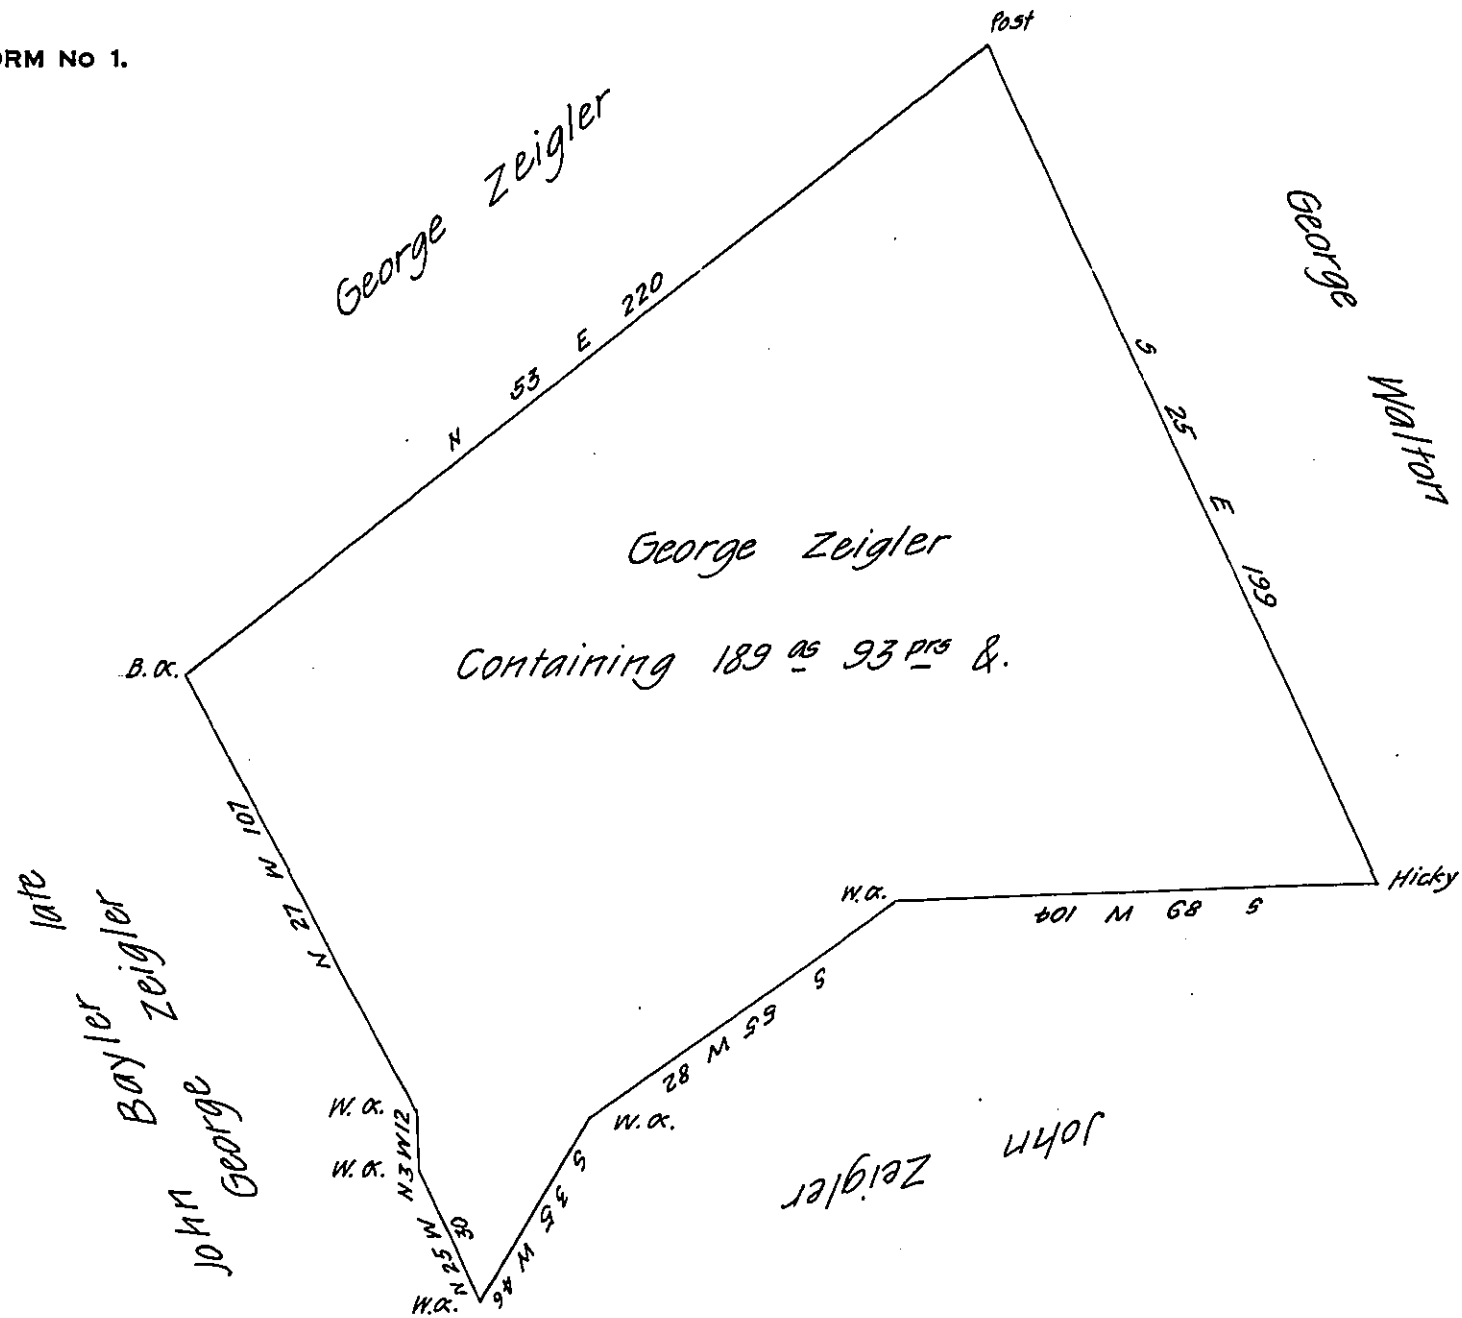 ORM No 1.
Post
George Zeigler
George Walton
N 53 E 220
S 25 E 199
George Zeigler
Containing 189 as 93 prs &.
B.o.
Hicky
W.o.
S 89 W 104
N 27 W 107
S 55 W 82
W.o.
W.o.
N 3 W 12
W.o.
S 35 W 46
N 25 W 30
W.o.
John Bayler late
George Zeigler
John Zeigler